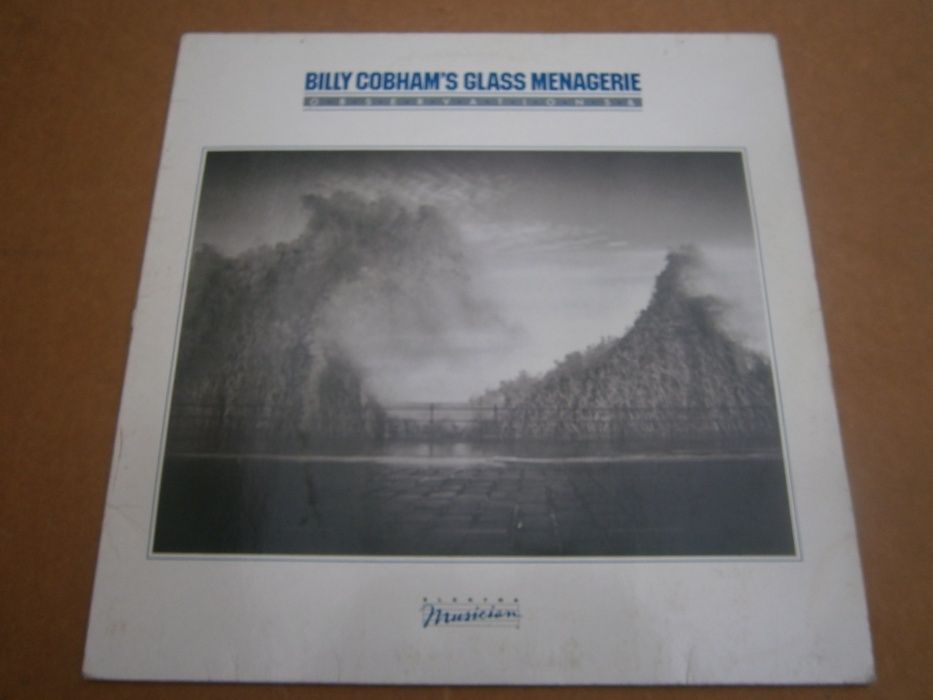 BILLY COBHAM'S GLASS MENAGERIE
OBSERVATIONS &
ELEKTRA
Musician